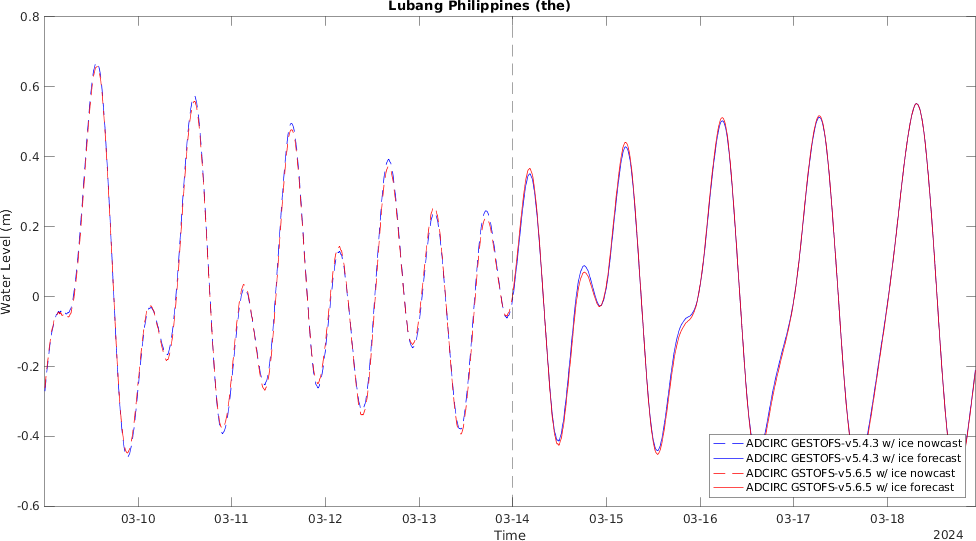 Lubang Philippines (the)
0.8
0.6
0.4
0.2
0
-0.2
-0.4
-0.6
Water Level (m)
ADCIRC GESTOFS-v5.4.3 w/ ice nowcast
ADCIRC GESTOFS-v5.4.3 w/ ice forecast
ADCIRC GSTOFS-v5.6.5 w/ ice nowcast
ADCIRC GSTOFS-v5.6.5 w/ ice forecast
03-10 03-11 03-12 03-13 03-14 03-15 03-16 03-17 03-18
Time
2024